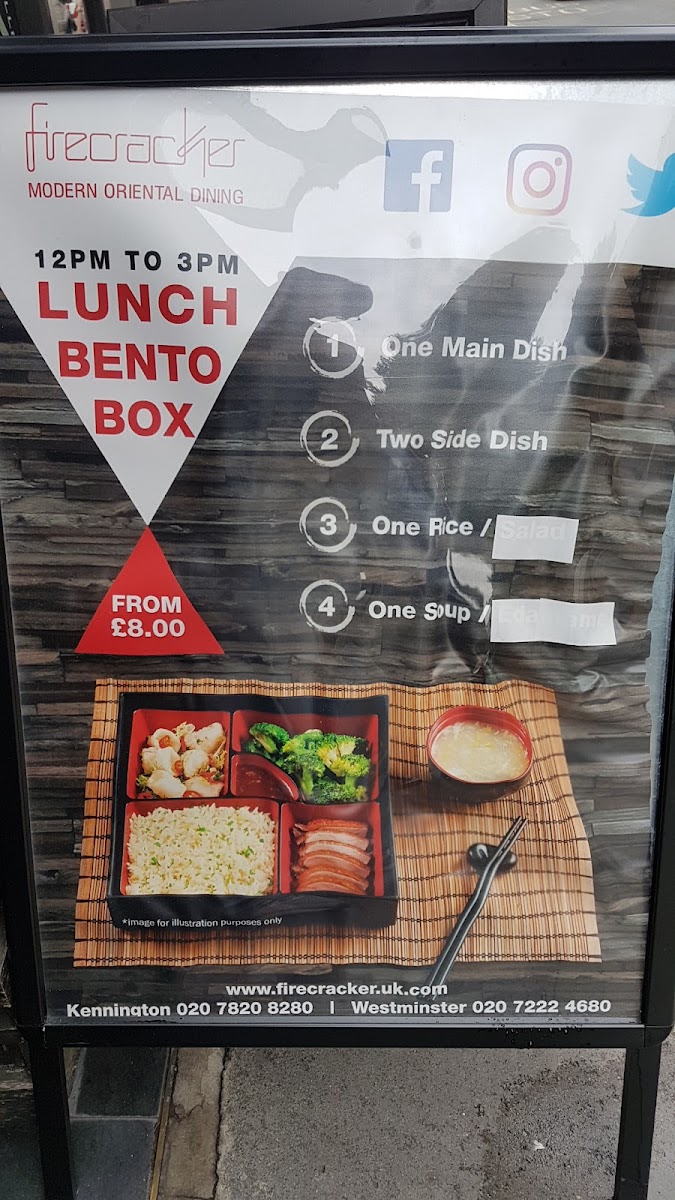 firecracker
MODERN ORIENTAL DINING
12PM TO 3PM
LUNCH
BENTO
BOX
FROM
£8.00
1 One Main Dish
2 Two Side Dish
3 One Rice / Salad
4 One Soup /
*image for illustration purposes only
www.firecracker.uk.com
Kennington 020 7820 8280 | Westminster 020 7222 4680